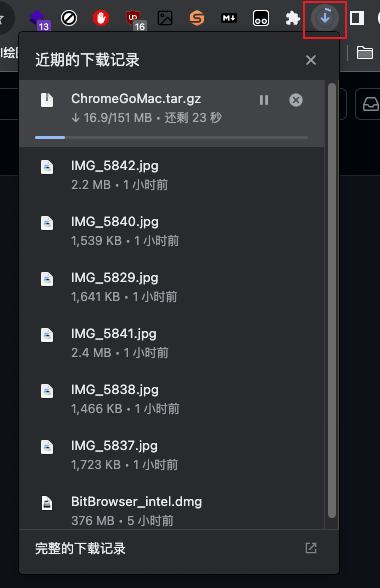 13
UD
16
M
I绘图
近期的下载记录
ChromeGoMac.tar.gz
↓ 16.9/151 MB • 还剩 23 秒
IMG_5842.jpg
2.2 MB • 1 小时前
IMG_5840.jpg
1,539 KB • 1 小时前
IMG_5829.jpg
1,641 KB • 1 小时前
IMG_5841.jpg
2.4 MB • 1 小时前
IMG_5838.jpg
1,466 KB • 1 小时前
IMG_5837.jpg
1,723 KB • 1 小时前
BitBrowser_intel.dmg
376 MB • 5 小时前
完整的下载记录